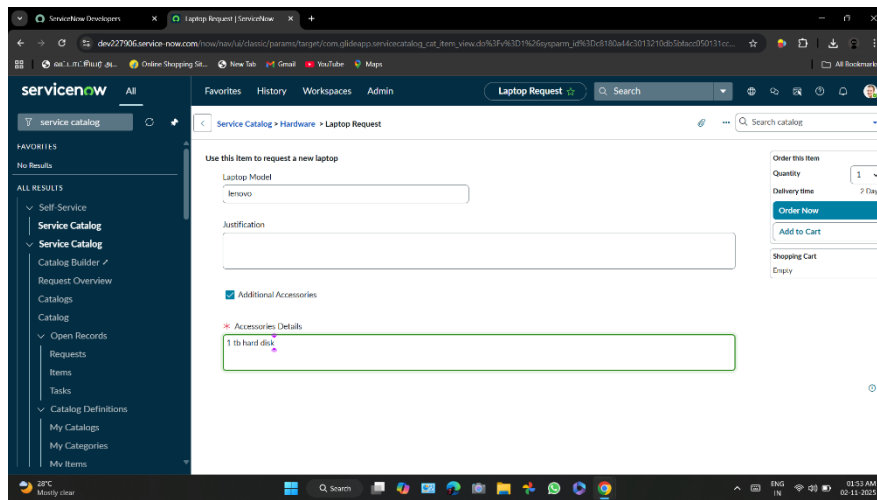 ServiceNow Developers
Laptop Request | ServiceNow
dev227906.service-now.com/now/nav/ui/classic/params/target/com.glideapp.servicecatalog_cat_item_view.do%3Fv%3D1%26sysparm_id%3Dc8180a44c3013210db5bfacc050131cc...
Online Shopping Sit...
New Tab
Gmail
YouTube
Maps
All Bookmarks
servicenow
All
Favorites
History
Workspaces
Admin
Laptop Request
Search
service catalog
Service Catalog > Hardware > Laptop Request
Search catalog
FAVORITES
No Results
ALL RESULTS
Self-Service
Service Catalog
Service Catalog
Catalog Builder
Request Overview
Catalogs
Catalog
Open Records
Requests
Items
Tasks
Catalog Definitions
My Catalogs
My Categories
My Items
Use this item to request a new laptop
Laptop Model
lenovo
Justification
Additional Accessories
* Accessories Details
1 tb hard disk
Order this Item
Quantity
1
Delivery time
2 Day
Order Now
Add to Cart
Shopping Cart
Empty
28°C
Mostly clear
Search
ENG
IN
01:53 AM
02-11-2025